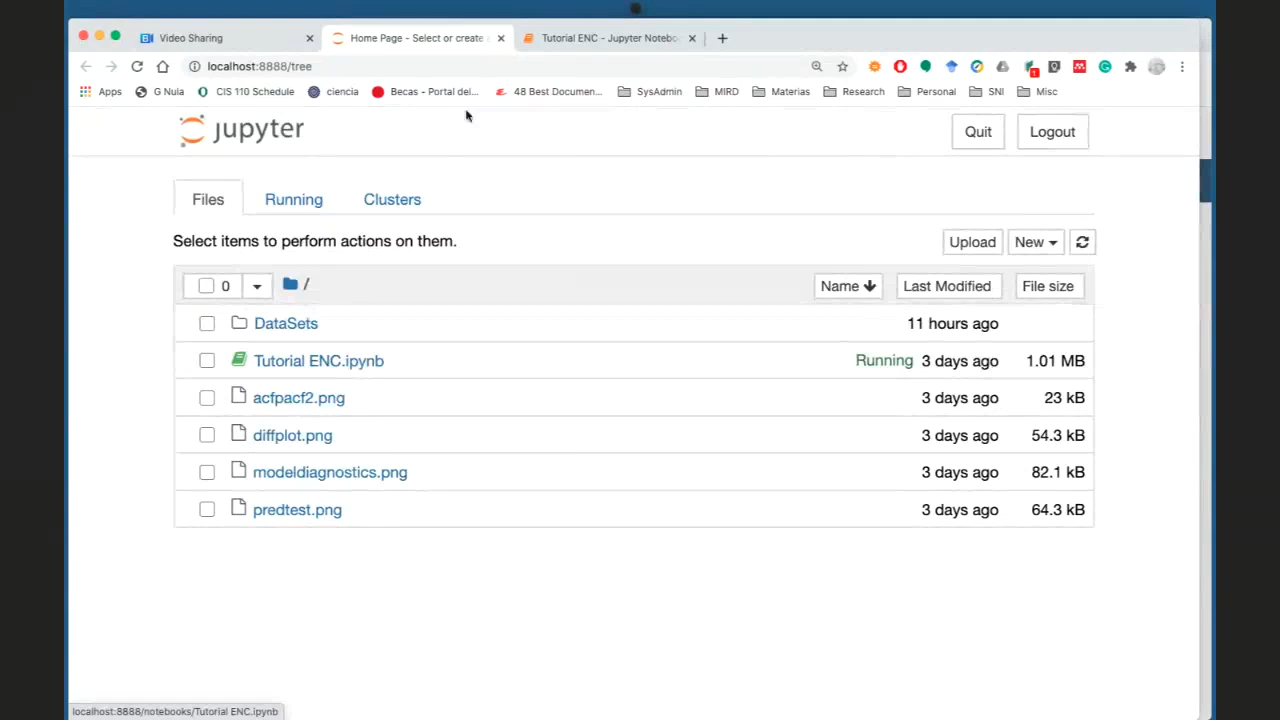 Video Sharing
Home Page - Select or create
Tutorial ENC - Jupyter Notebo
localhost:8888/tree
Apps G Nula CIS 110 Schedule ciencia Becas - Portal dei... 48 Best Documen... SysAdmin MIRD Materias Research Personal SNI Misc
jupyter
Quit Logout
Files Running Clusters
Select items to perform actions on them.
Upload New
0 / Name Last Modified File size
DataSets 11 hours ago
Tutorial ENC.ipynb Running 3 days ago 1.01 MB
acfpacf2.png 3 days ago 23 kB
diffplot.png 3 days ago 54.3 kB
modeldiagnostics.png 3 days ago 82.1 kB
predtest.png 3 days ago 64.3 kB
localhost:8888/notebooks/Tutorial ENC.ipynb